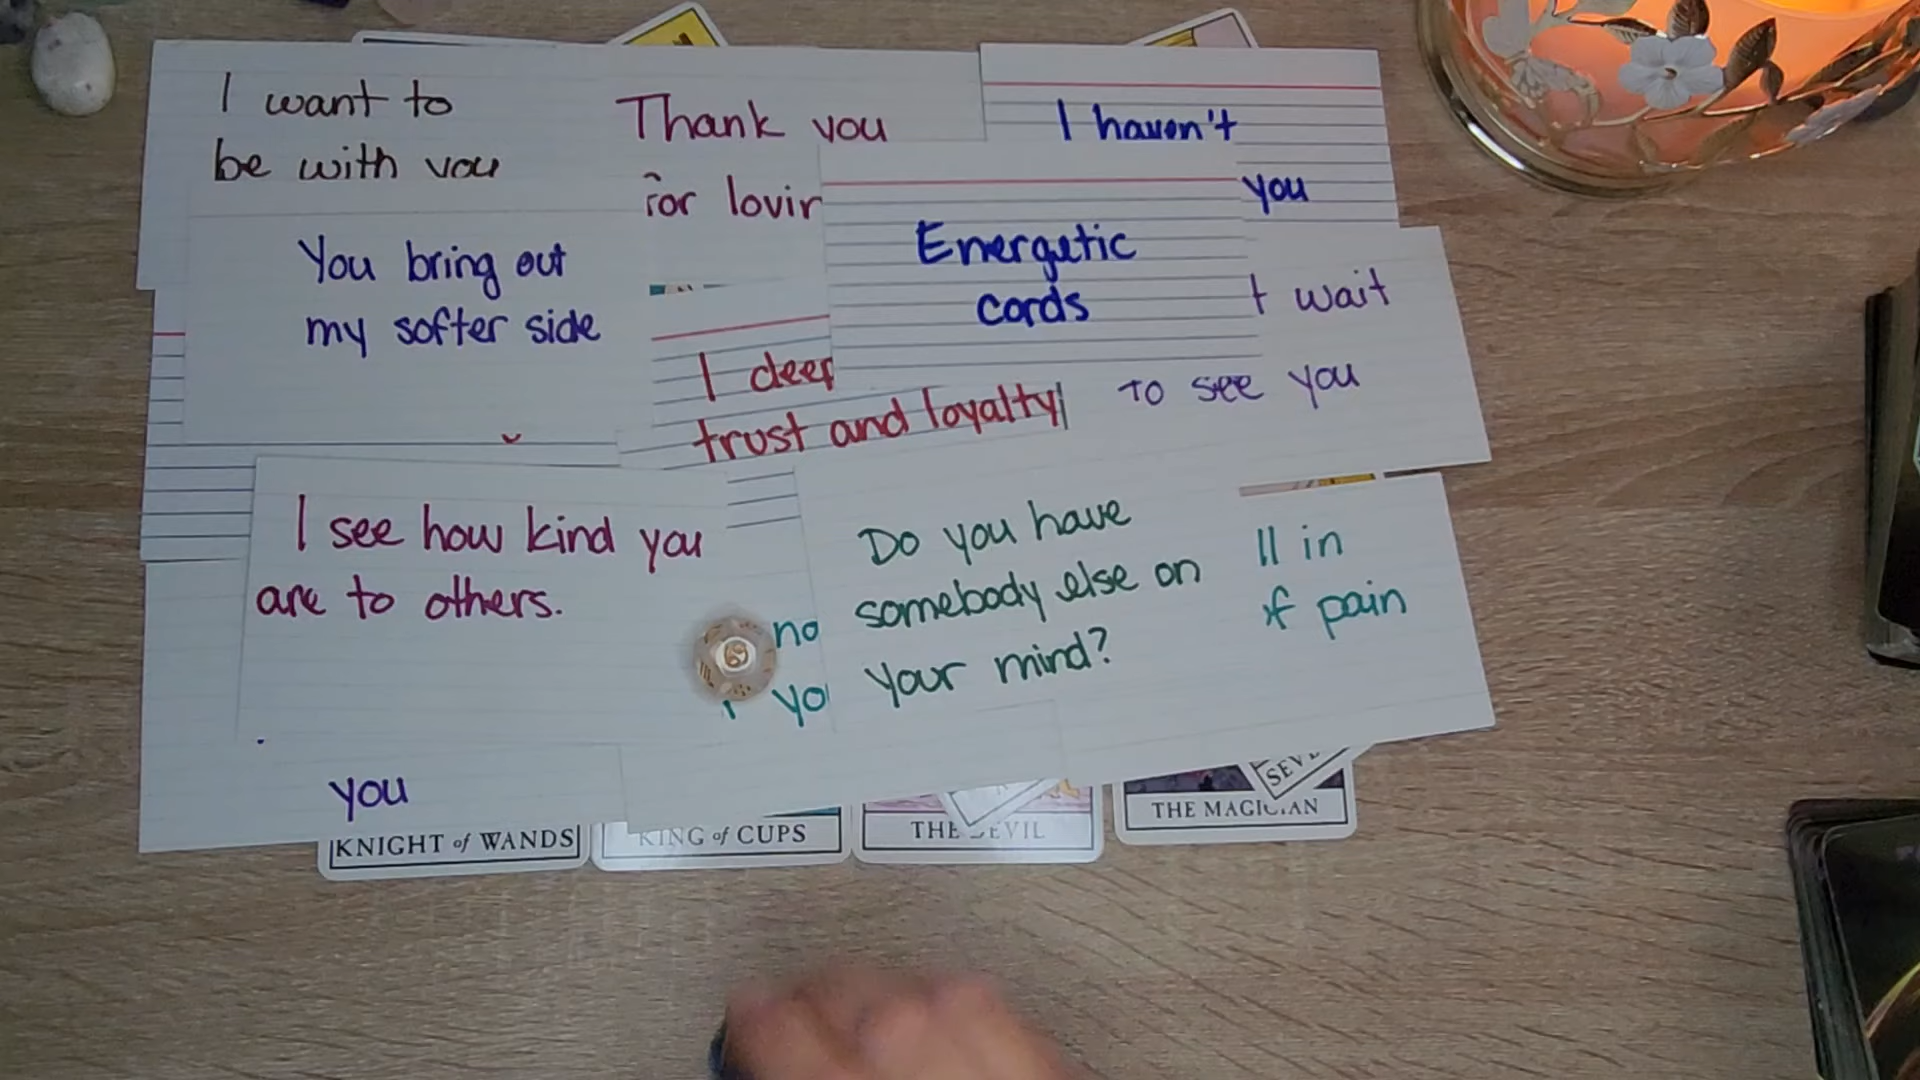 I want to
be with you
Thank you
for lovin
I haven't
you
Energetic
cords
You bring out
my softer side
t wait
to see you
I deep
trust and loyalty
I see how kind you
are to others.
no
yo
Do you have
somebody else on
your mind?
ll in
f pain
you
KNIGHT of WANDS
KING of CUPS
THE DEVIL
THE MAGICIAN
SEV